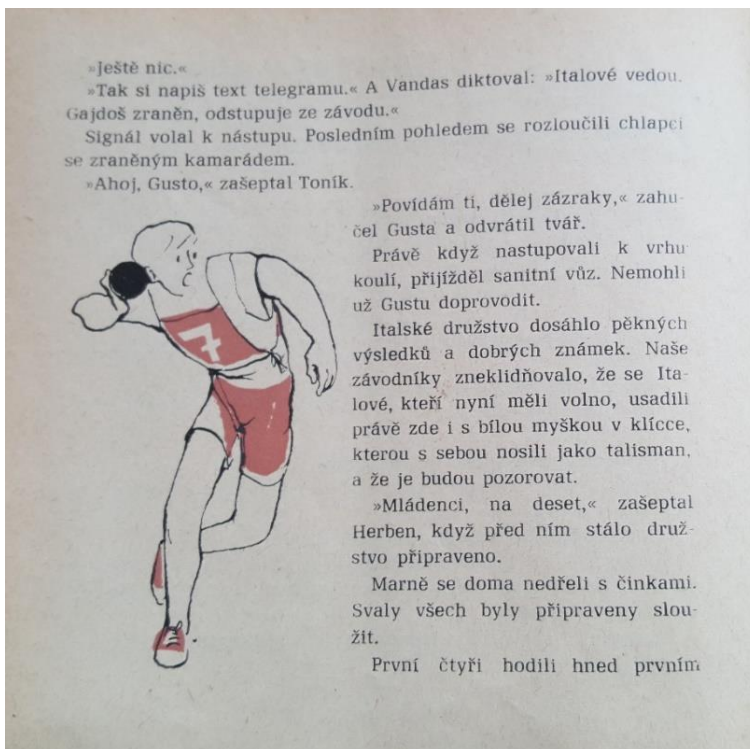 »Ještě nic.«
»Tak si napiš text telegramu.« A Vandas diktoval: »Italové vedou.
Gajdoš zraněn, odstupuje ze závodu.«
Signál volal k nástupu. Posledním pohledem se rozloučili chlapci
se zraněným kamarádem.
»Ahoj, Gusto,« zašeptal Toník.
»Povídám ti, dělej zázraky,« zahu-
čel Gusta a odvrátil tvář.
Právě když nastupovali k vrhu
koulí, přijížděl sanitní vůz. Nemohli
už Gustu doprovodit.
Italské družstvo dosáhlo pěkných
výsledků a dobrých známek. Naše
závodníky zneklidňovalo, že se Ita-
lové, kteří nyní měli volno, usadili
právě zde i s bílou myškou v klícce,
kterou s sebou nosili jako talisman,
a že je budou pozorovat.
»Mládenci, na deset,« zašeptal
Herben, když před ním stálo druž-
stvo připraveno.
Marně se doma nedřeli s činkami.
Svaly všech byly připraveny slou-
žit.
První čtyři hodili hned prvním
7